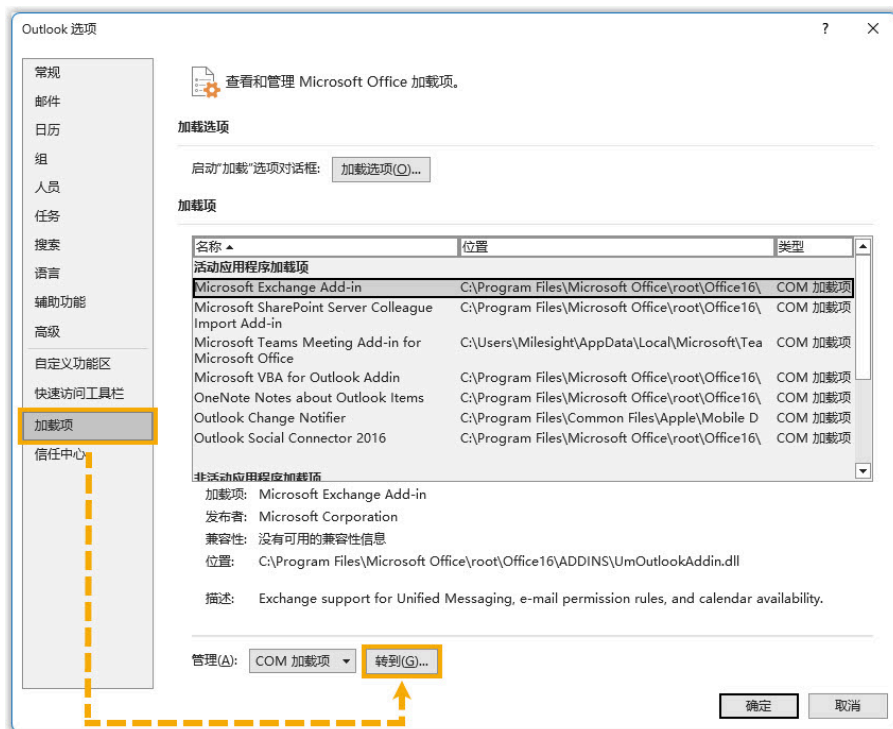 Outlook 选项
? ×
常规
邮件
日历
组
人员
任务
搜索
语言
辅助功能
高级
自定义功能区
快速访问工具栏
加载项
信任中心
查看和管理 Microsoft Office 加载项。
加载选项
启动"加载"选项对话框: 加载选项(O)...
加载项
名称 位置 类型
活动应用程序加载项
Microsoft Exchange Add-in C:\Program Files\Microsoft Office\root\Office16\ COM 加载项
Microsoft SharePoint Server Colleague C:\Program Files\Microsoft Office\root\Office16\ COM 加载项
Import Add-in
Microsoft Teams Meeting Add-in for C:\Users\Milesight\AppData\Local\Microsoft\Tea COM 加载项
Microsoft Office
Microsoft VBA for Outlook Addin C:\Program Files\Microsoft Office\root\Office16\ COM 加载项
OneNote Notes about Outlook Items C:\Program Files\Microsoft Office\root\Office16\ COM 加载项
Outlook Change Notifier C:\Program Files\Common Files\Apple\Mobile D COM 加载项
Outlook Social Connector 2016 C:\Program Files\Microsoft Office\root\Office16\ COM 加载项
非活动应用程序加载项
加载项: Microsoft Exchange Add-in
发布者: Microsoft Corporation
兼容性: 没有可用的兼容性信息
位置: C:\Program Files\Microsoft Office\root\Office16\ADDINS\UmOutlookAddin.dll
描述: Exchange support for Unified Messaging, e-mail permission rules, and calendar availability.
管理(A): COM 加载项 转到(G)...
确定 取消